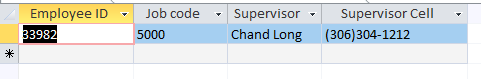 Employee ID Job code Supervisor Supervisor Cell
33982 5000 Chand Long (306)304-1212